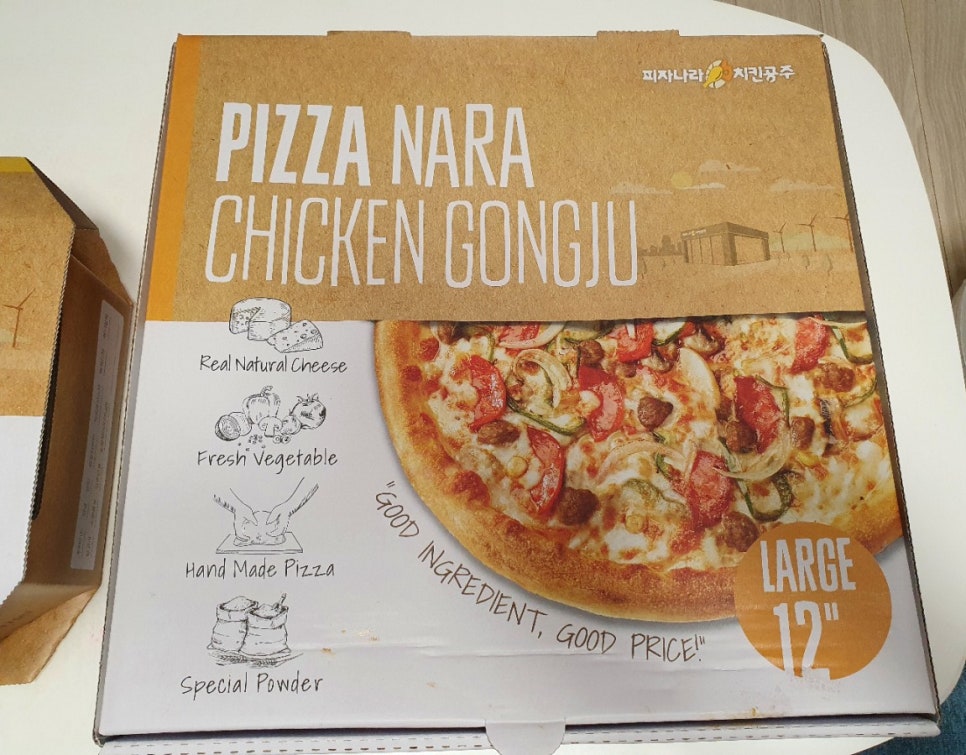 피자나라 치킨공주
PIZZA NARA
CHICKEN GONGJU
Real Natural Cheese
Fresh Vegetable
Hand Made Pizza
Special Powder
"GOOD INGREDIENT, GOOD PRICE!"
LARGE
12"